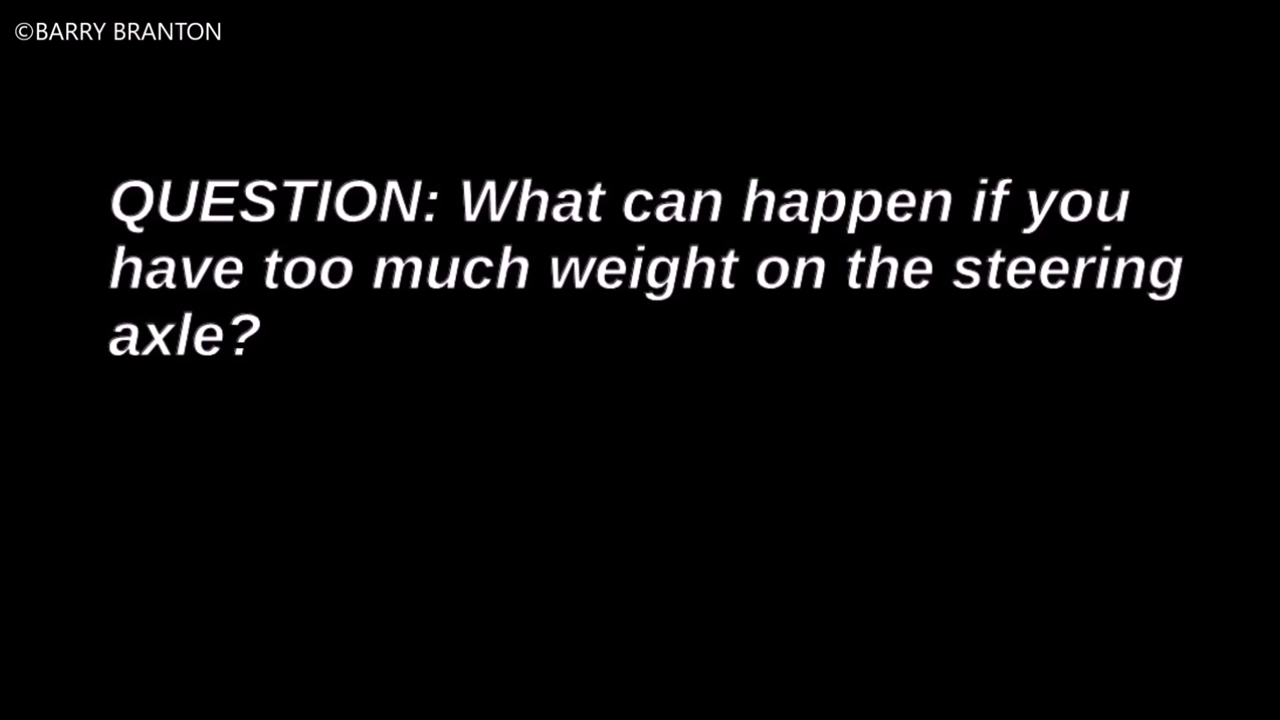 ©BARRY BRANTON
QUESTION: What can happen if you
have too much weight on the steering
axle?